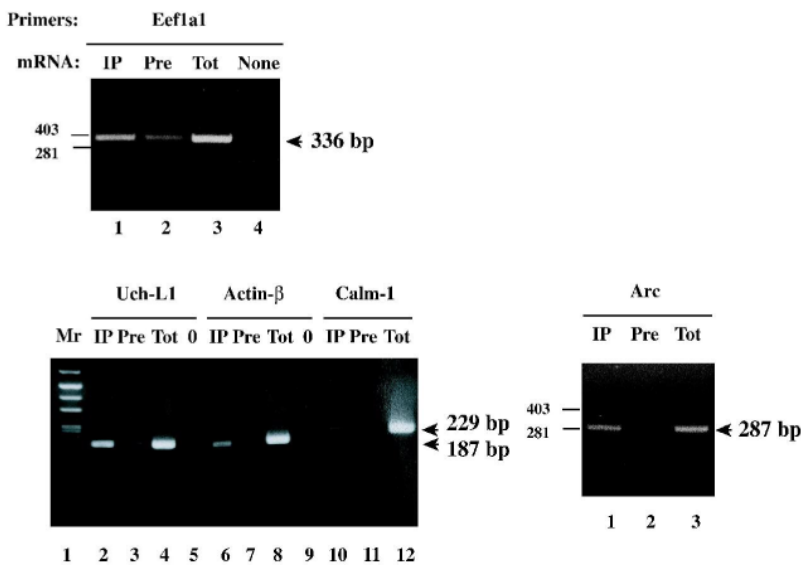 Primers: Eef1a1
mRNA: IP Pre Tot None
403
281
336 bp
1 2 3 4
Uch-L1 Actin-β Calm-1
Mr IP Pre Tot 0 IP Pre Tot 0 IP Pre Tot
229 bp
187 bp
1 2 3 4 5 6 7 8 9 10 11 12
Arc
IP Pre Tot
403
281
287 bp
1 2 3